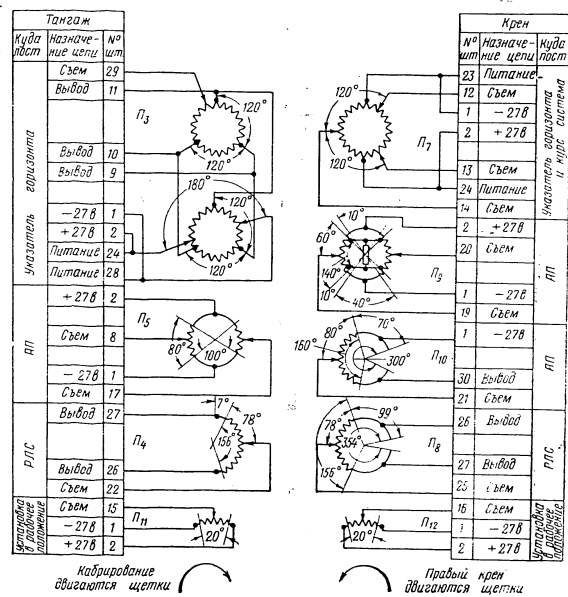 Тангаж
Куда пост Назначение цепи № шт.
Указатель горизонта
Съем 29
Вывод 11
Вывод 10
Вывод 9
-27в 1
+27в 2
Питание 24
Питание 28
АП
+27в 2
Съем 8
-27в 1
Съем 17
РЛС
Вывод 27
Вывод 26
Съем 22
Установка в рабочее положение
Съем 15
-27в 1
+27в 2
П3
120°
120°
120°
180°
120°
120°
П5
80°
100°
П4
7°
78°
156°
П11
20°
Кабрирование
двигаются щетки
Крен
№ шт Назначение цепи Куда пост
Указатель горизонта и курс система
23 Питание
12 Съем
1 -27в
2 +27в
13 Съем
24 Питание
14 Съем
АП
2 +27в
20 Съем
1 -27в
19 Съем
АП
1 -27в
30 Вывод
21 Съем
РЛС
26 Вывод
27 Вывод
25 Съем
Установка в рабочее положение
16 Съем
1 -27в
2 +27в
120°
120°
П7
10°
60°
140°
10°
40°
П9
70°
80°
160°
300°
П10
99°
78°
354°
156°
П8
20°
П12
Правый крен
двигаются щетки